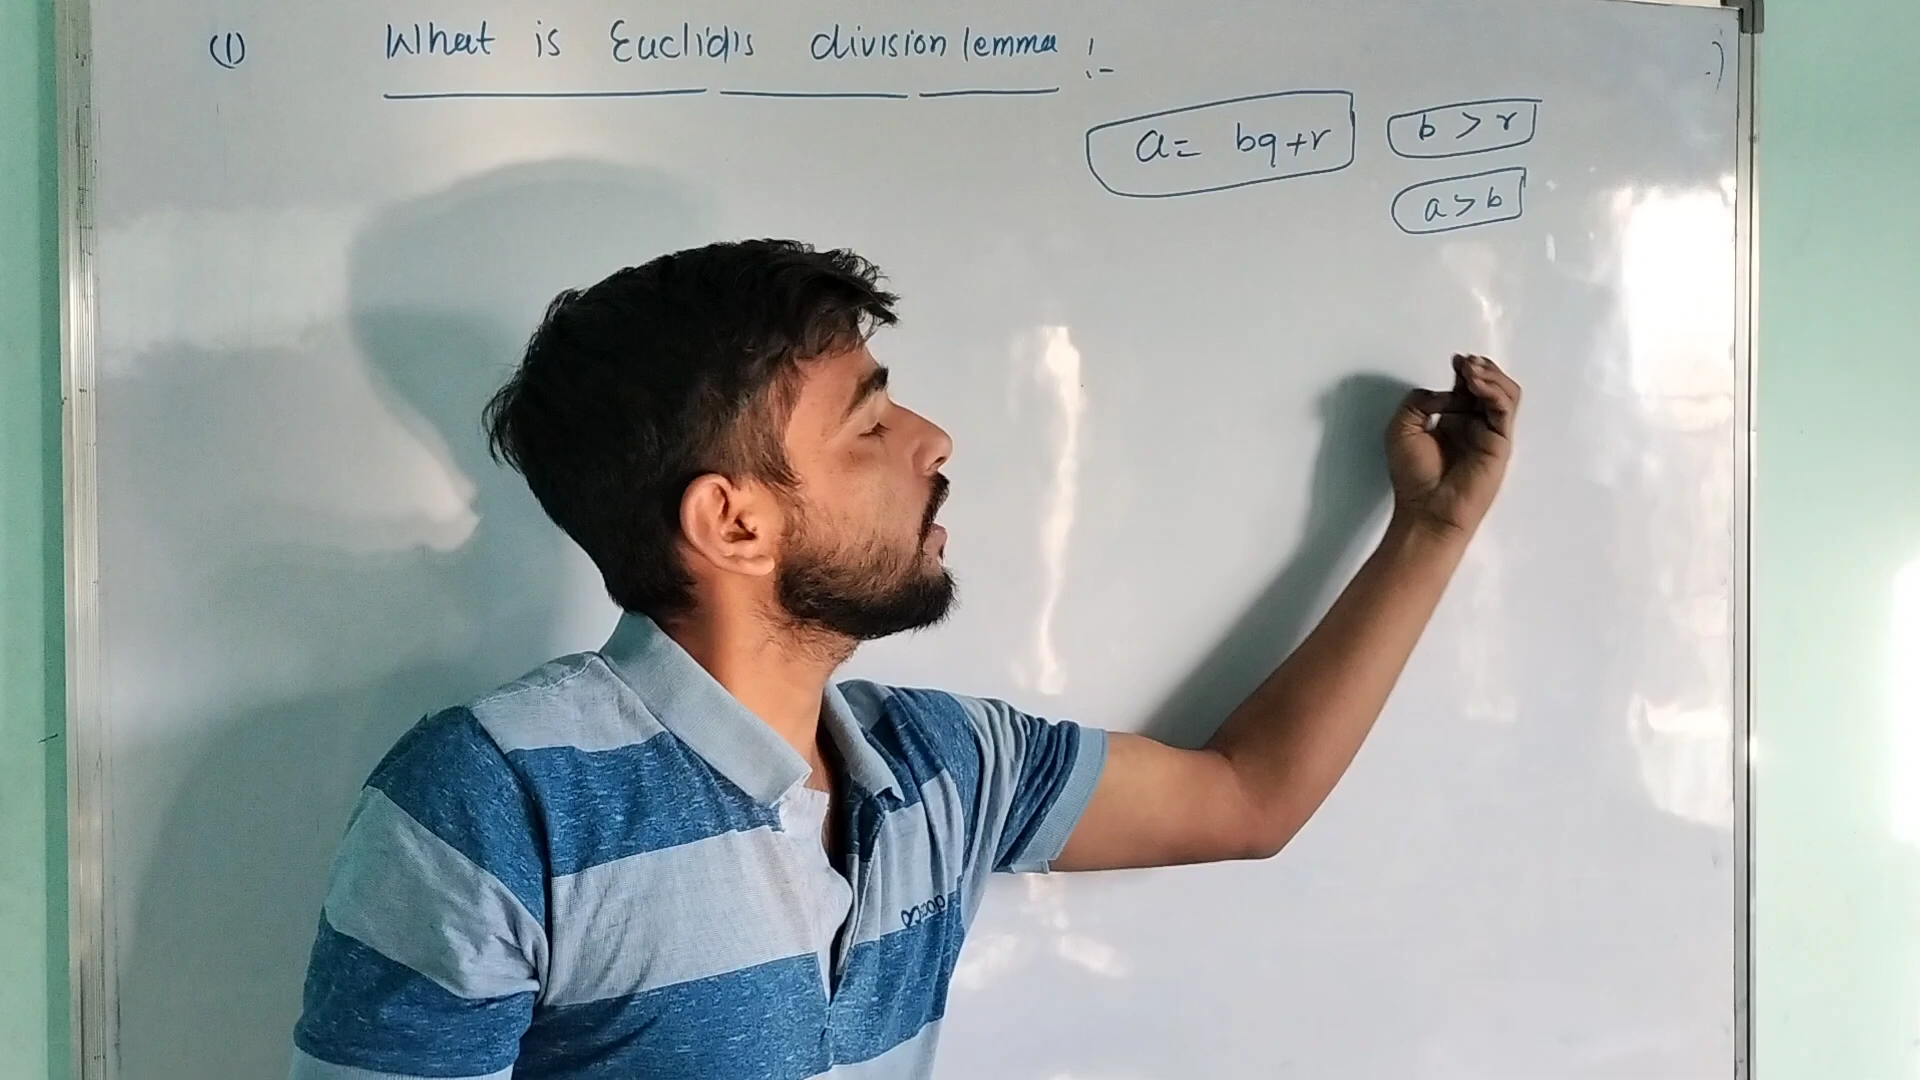 (1) What is Euclid's division lemma :-
a = bq+r
b > r
a > b